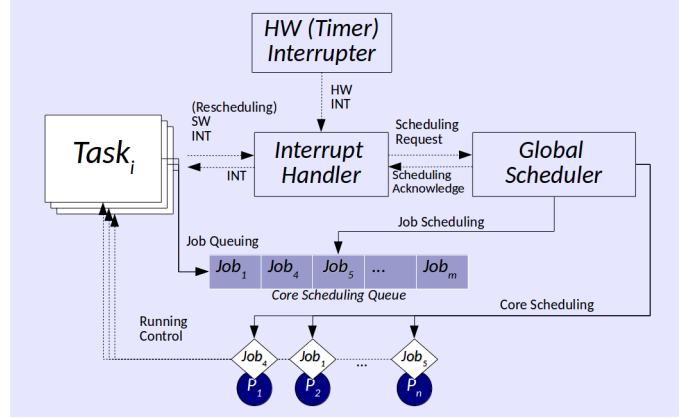 HW (Timer)
Interrupter
HW
INT
(Rescheduling)
SW
INT
Scheduling
Request
Task i
Interrupt
Handler
Global
Scheduler
INT
Scheduling
Acknowledge
Job Scheduling
Job Queuing
Job 1 Job 4 Job 5 ... Job m
Core Scheduling Queue
Core Scheduling
Running
Control
Job 4 Job 1 ... Job 5
P 1 P 2 P n